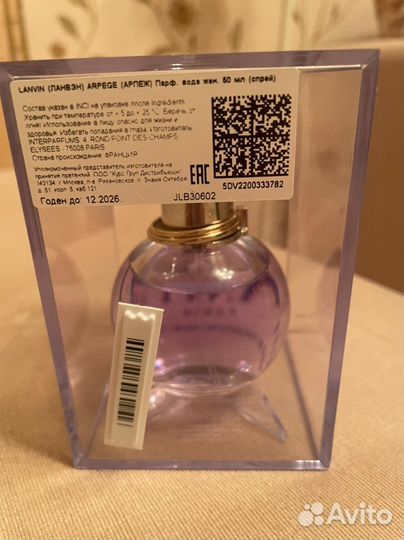 LANVIN (ЛАНВЭН) ARPEGE (АРПЕЖ) Парф. вода жен. 50 мл (спрей)
Состав указан в INCI на упаковке после Ingredients.
Хранить при температуре от + 5 до + 25 °C. Беречь от
огня! Использование в пищу опасно для жизни и
здоровья. Избегать попадания в глаза. Изготовитель:
INTERPARFUMS, 4, ROND POINT DES CHAMPS
ELYSEES, 75008 PARIS
Страна происхождения: ФРАНЦИЯ
Уполномоченный представитель изготовителя на
принятие претензий: ООО "Курс Груп Дистрибьюшн"
142134 г. Москва, п-е Рязановское, п. Знамя Октября
д. 51, корп 5, каб 121
EAC
5DV2200333782
Годен до: 12.2026.
JLB30602
Avito